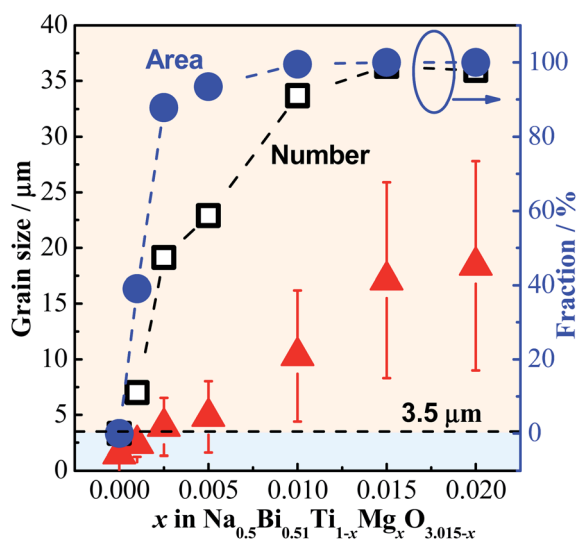 Grain size / μm
40
35
30
25
20
15
10
5
0
Area
Number
3.5 μm
100
80
60
40
20
0
Fraction / %
0.000 0.005 0.010 0.015 0.020
x in Na0.5Bi0.51Ti1-xMgxO3.015-x